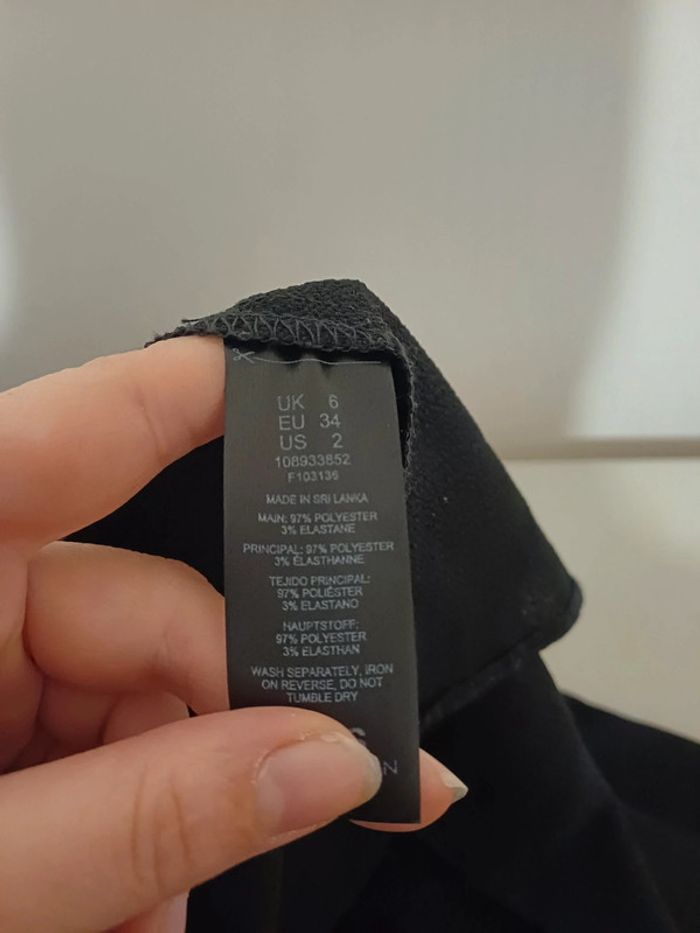 UK 6
EU 34
US 2
108933852
F103136
MADE IN SRI LANKA
MAIN: 97% POLYESTER
3% ELASTANE
PRINCIPAL: 97% POLYESTER
3% ÉLASTHANNE
TEJIDO PRINCIPAL:
97% POLIÉSTER
3% ELASTANO
HAUPTSTOFF:
97% POLYESTER
3% ELASTHAN
WASH SEPARATELY, IRON
ON REVERSE, DO NOT
TUMBLE DRY